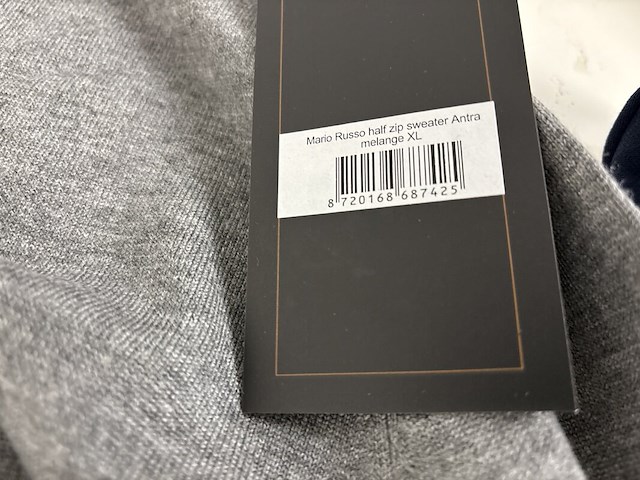 Mario Russo half zip sweater Antra
melange XL
8 720168 687425